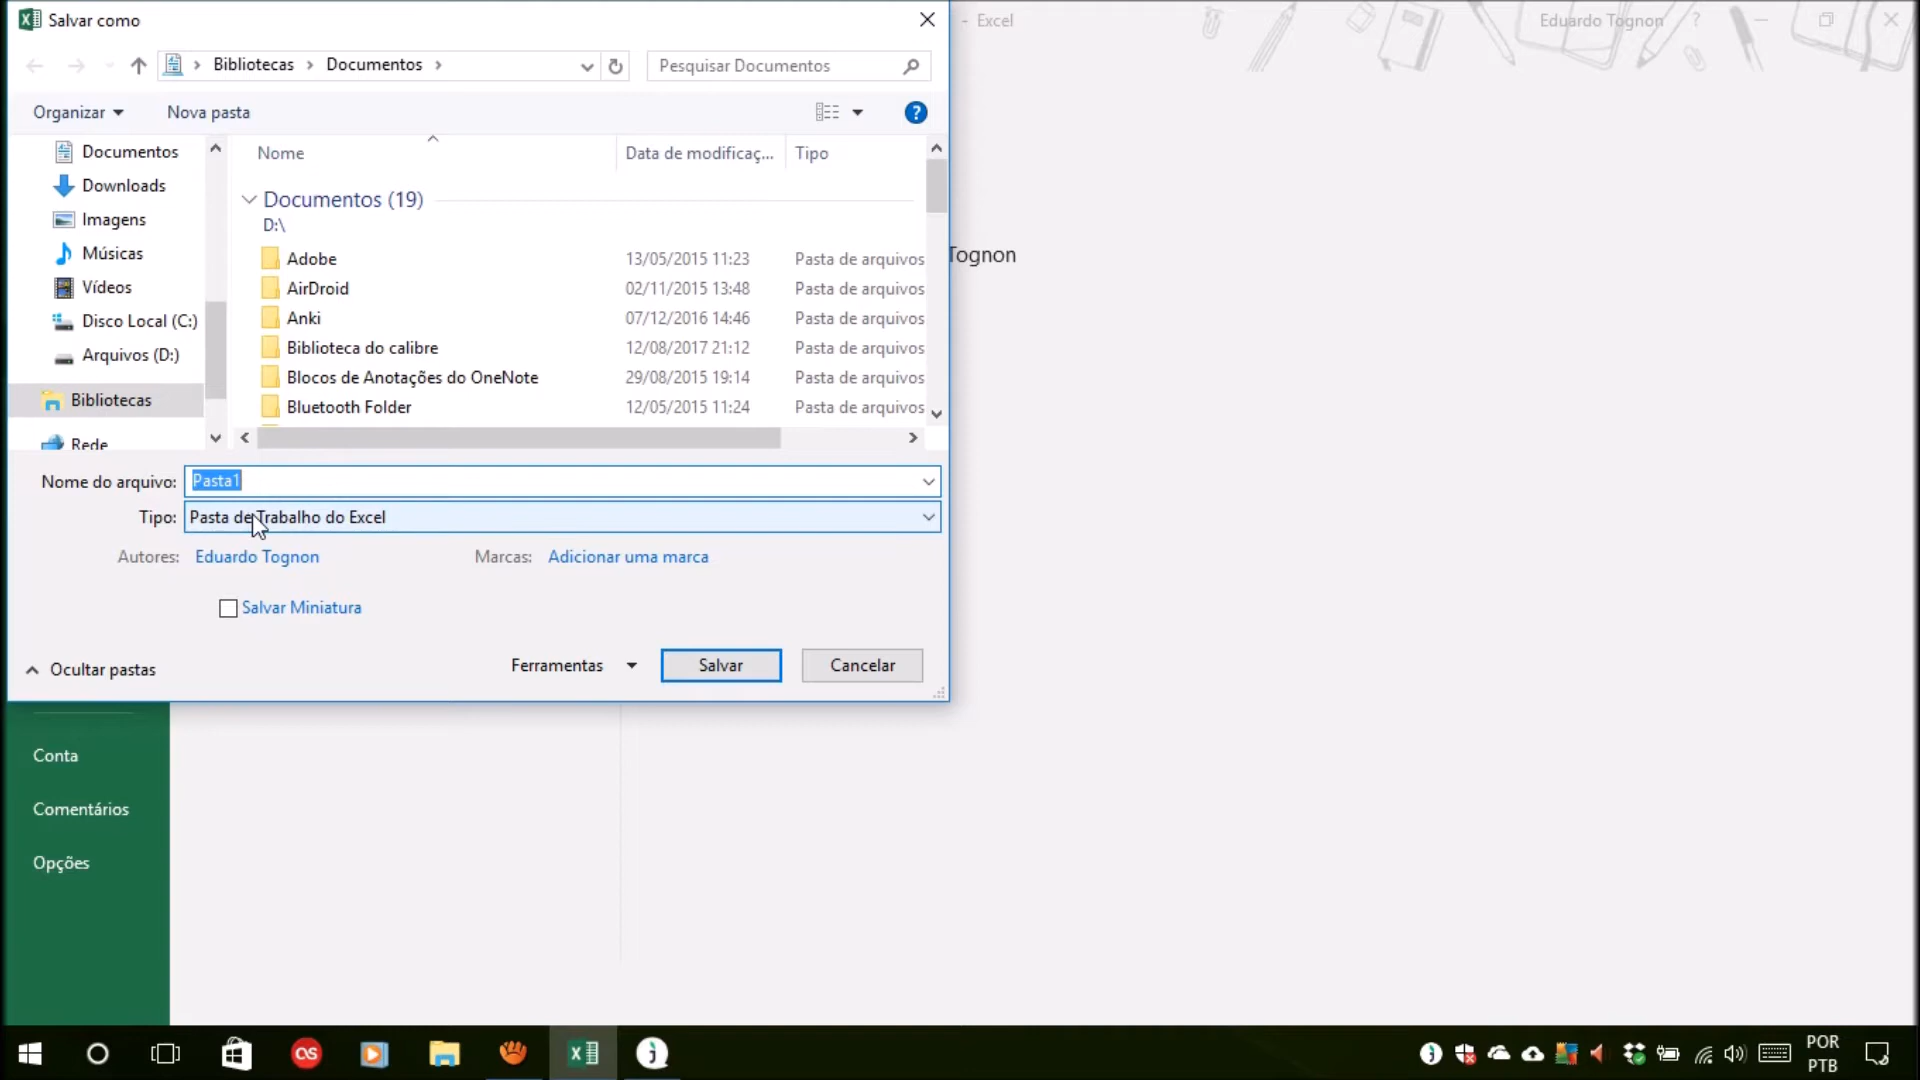 Salvar como
- Excel
Eduardo Tognon
?
Bibliotecas
Documentos
Pesquisar Documentos
Organizar
Nova pasta
?
Documentos
Downloads
Imagens
Músicas
Vídeos
Disco Local (C:)
Arquivos (D:)
Bibliotecas
Rede
Nome
Data de modificaç...
Tipo
Documentos (19)
D:\
Adobe 13/05/2015 11:23 Pasta de arquivos
AirDroid 02/11/2015 13:48 Pasta de arquivos
Anki 07/12/2016 14:46 Pasta de arquivos
Biblioteca do calibre 12/08/2017 21:12 Pasta de arquivos
Blocos de Anotações do OneNote 29/08/2015 19:14 Pasta de arquivos
Bluetooth Folder 12/05/2015 11:24 Pasta de arquivos
Tognon
Nome do arquivo: Pasta1
Tipo: Pasta de Trabalho do Excel
Autores: Eduardo Tognon
Marcas: Adicionar uma marca
Salvar Miniatura
Ocultar pastas
Ferramentas
Salvar
Cancelar
Conta
Comentários
Opções
POR
PTB